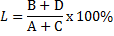 L = (B + D)/(A + C) x 100%